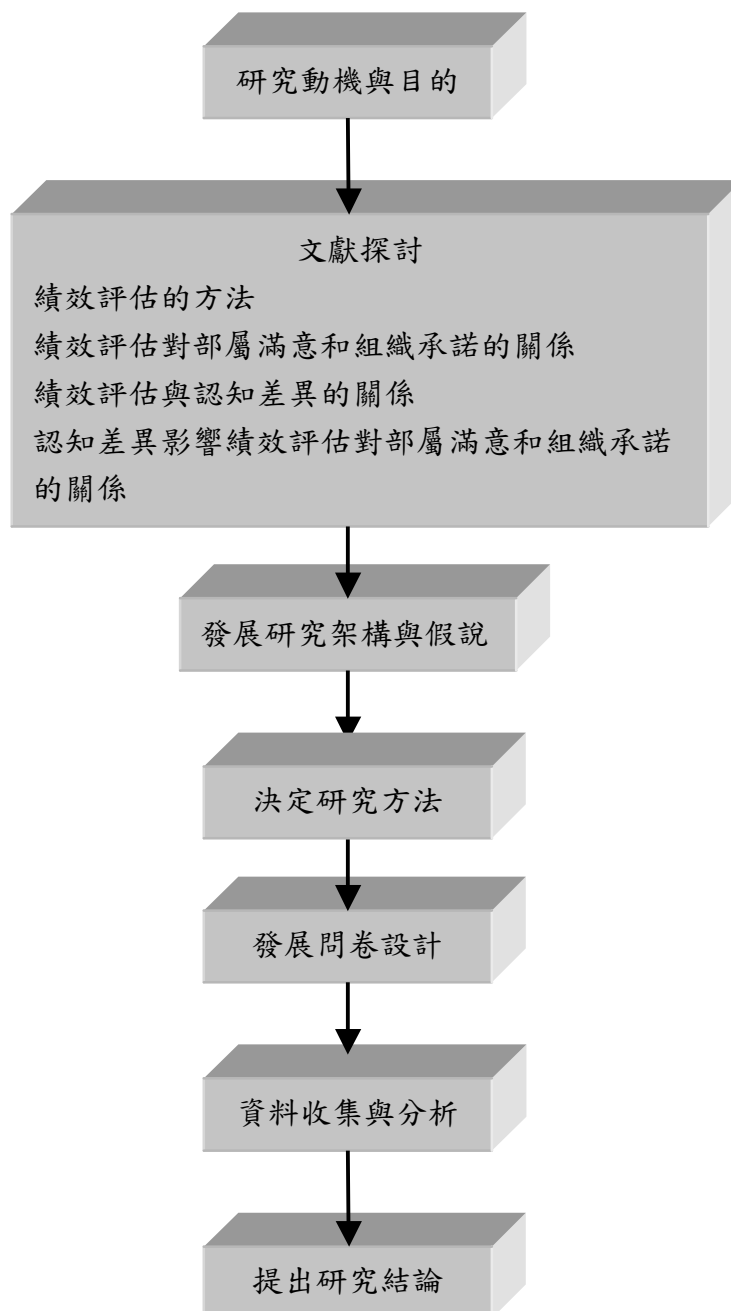 研究動機與目的
文獻探討
績效評估的方法
績效評估對部屬滿意和組織承諾的關係
績效評估與認知差異的關係
認知差異影響績效評估對部屬滿意和組織承諾
的關係
發展研究架構與假說
決定研究方法
發展問卷設計
資料收集與分析
提出研究結論